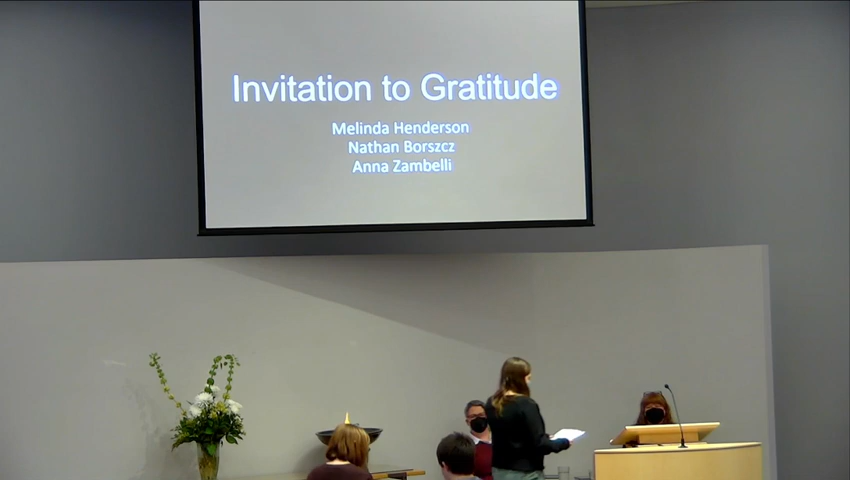 Invitation to Gratitude
Melinda Henderson
Nathan Borszcz
Anna Zambelli